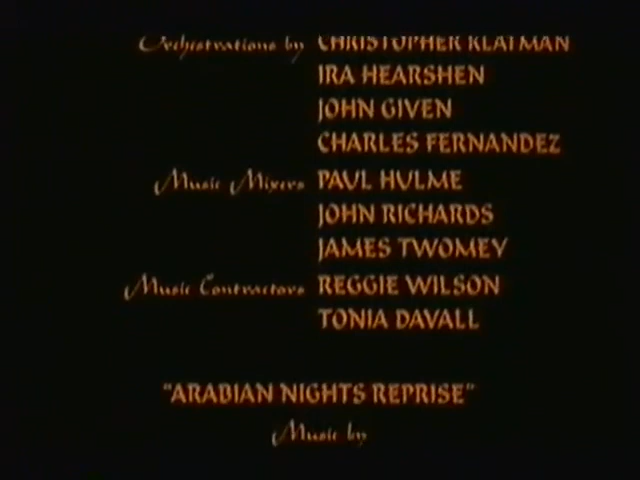 Orchestrations by CHRISTOPHER KLATMAN
IRA HEARSHEN
JOHN GIVEN
CHARLES FERNANDEZ
Music Mixers PAUL HULME
JOHN RICHARDS
JAMES TWOMEY
Music Contractors REGGIE WILSON
TONIA DAVALL
"ARABIAN NIGHTS REPRISE"
Music by